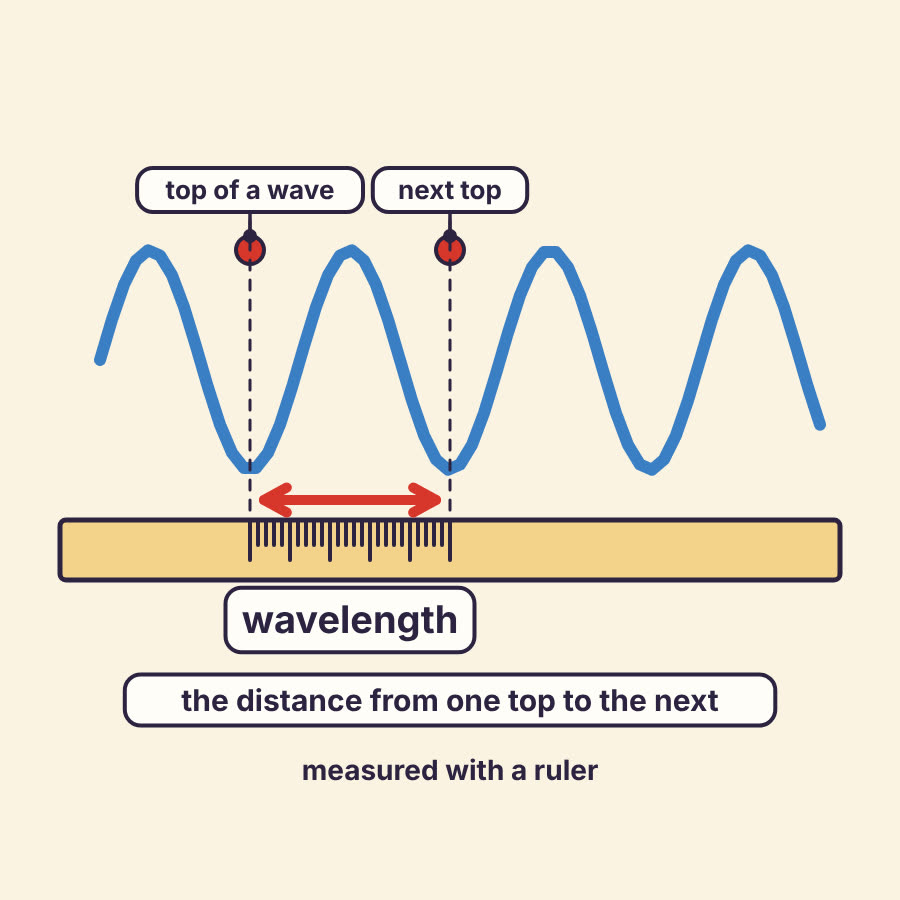 top of a wave
next top
wavelength
the distance from one top to the next
measured with a ruler